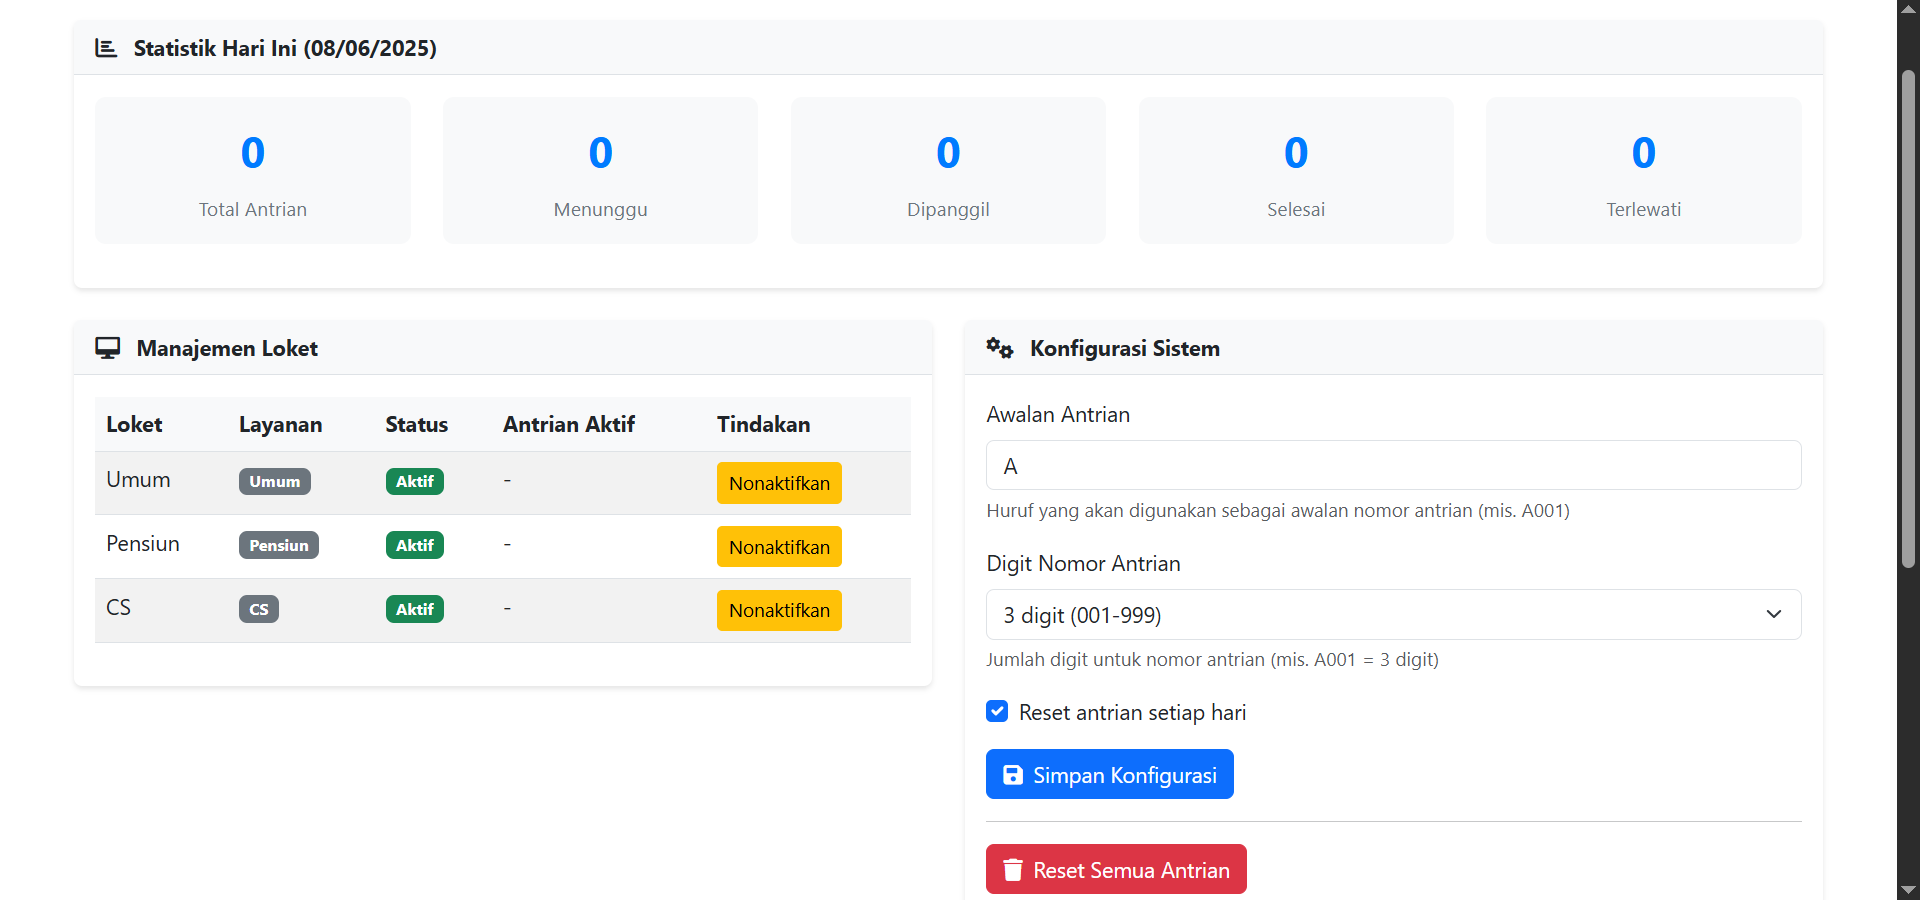 Statistik Hari Ini (08/06/2025)
0
Total Antrian
0
Menunggu
0
Dipanggil
0
Selesai
0
Terlewati
Manajemen Loket
Loket Layanan Status Antrian Aktif Tindakan
Umum Umum Aktif - Nonaktifkan
Pensiun Pensiun Aktif - Nonaktifkan
CS CS Aktif - Nonaktifkan
Konfigurasi Sistem
Awalan Antrian
A
Huruf yang akan digunakan sebagai awalan nomor antrian (mis. A001)
Digit Nomor Antrian
3 digit (001-999)
Jumlah digit untuk nomor antrian (mis. A001 = 3 digit)
Reset antrian setiap hari
Simpan Konfigurasi
Reset Semua Antrian